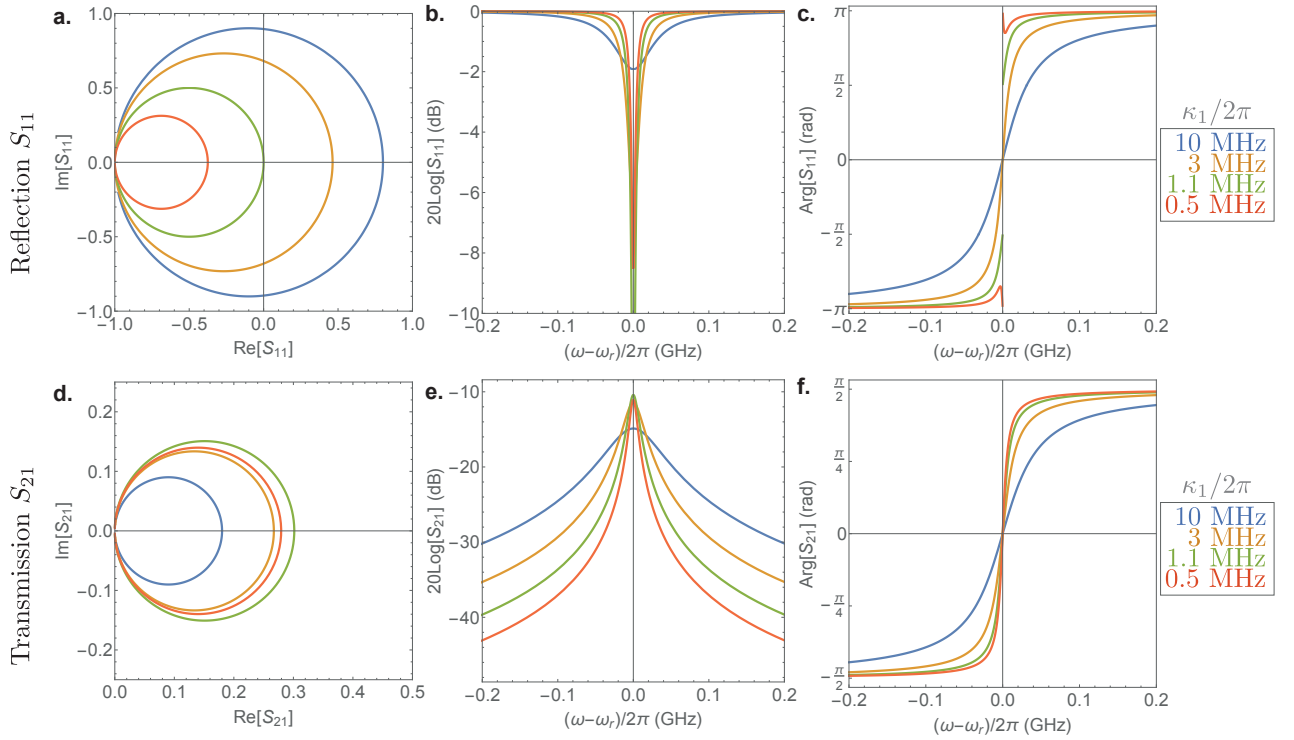 Reflection S11
a.
1.0
0.5
0.0
−0.5
−1.0
Im[S11]
−1.0 −0.5 0.0 0.5 1.0
Re[S11]
b.
0
−2
−4
−6
−8
−10
20Log[S11] (dB)
−0.2 −0.1 0.0 0.1 0.2
(ω−ωr)/2π (GHz)
c.
π
π/2
0
−π/2
−π
Arg[S11] (rad)
−0.2 −0.1 0.0 0.1 0.2
(ω−ωr)/2π (GHz)
κ1/2π
10 MHz
3 MHz
1.1 MHz
0.5 MHz
Transmission S21
d.
0.2
0.1
0.0
−0.1
−0.2
Im[S21]
0.0 0.1 0.2 0.3 0.4 0.5
Re[S21]
e.
−10
−20
−30
−40
20Log[S21] (dB)
−0.2 −0.1 0.0 0.1 0.2
(ω−ωr)/2π (GHz)
f.
π/2
π/4
0
−π/4
−π/2
Arg[S21] (rad)
−0.2 −0.1 0.0 0.1 0.2
(ω−ωr)/2π (GHz)
κ1/2π
10 MHz
3 MHz
1.1 MHz
0.5 MHz